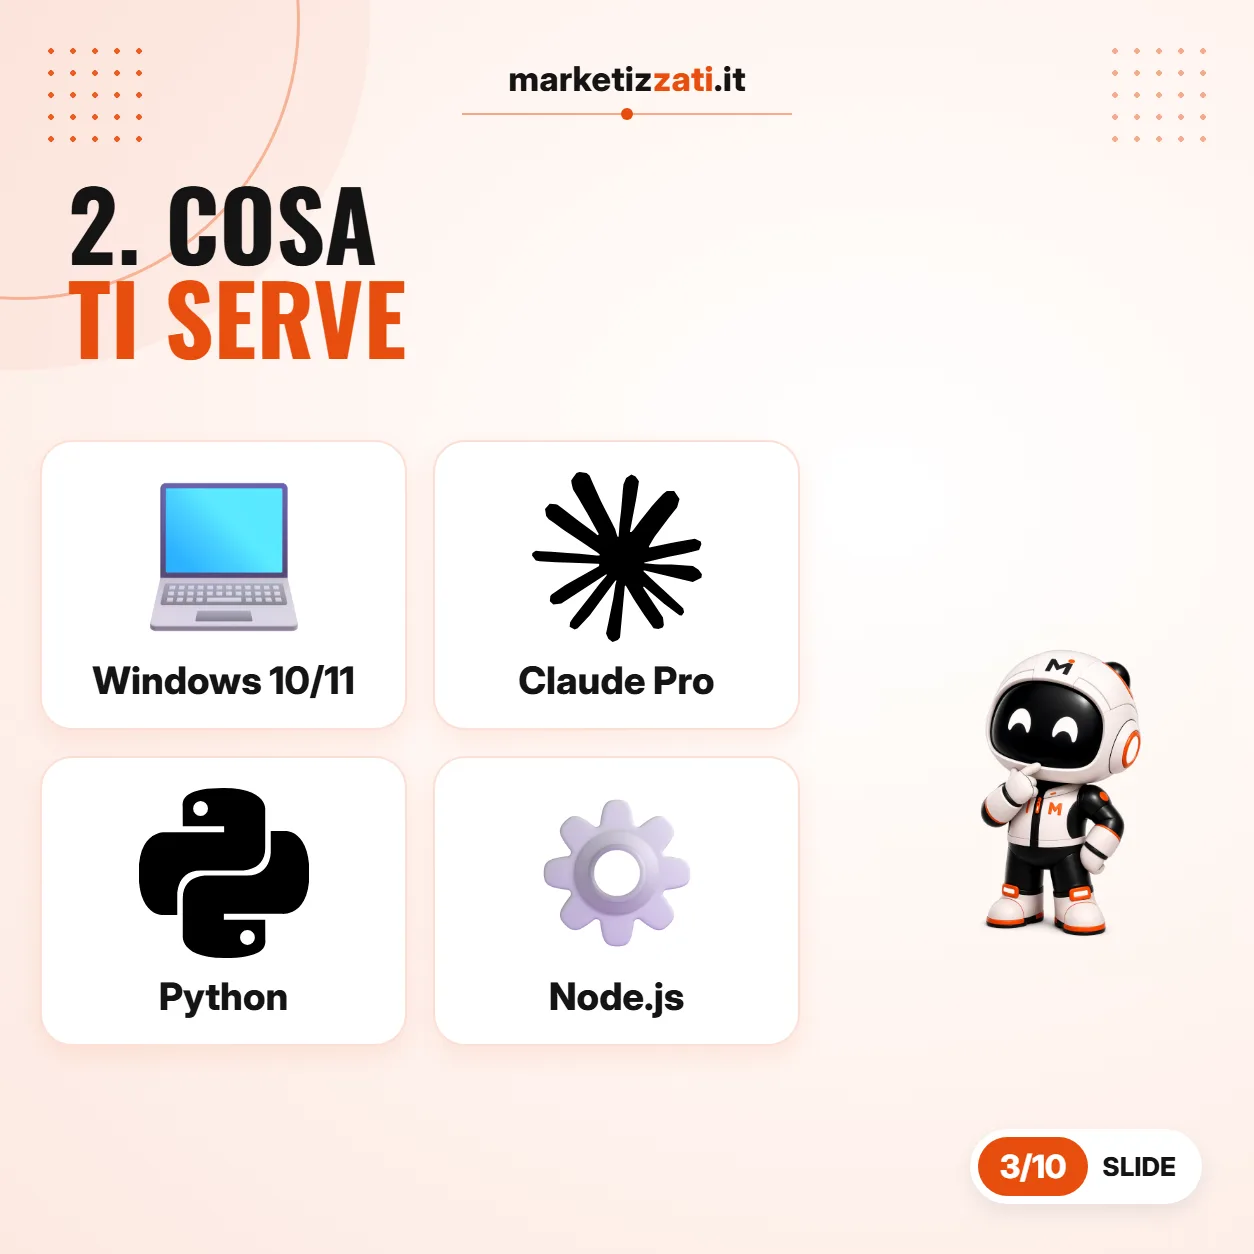 marketizzati.it
2. COSA
TI SERVE
Windows 10/11
Claude Pro
Python
Node.js
M
M
3/10 SLIDE